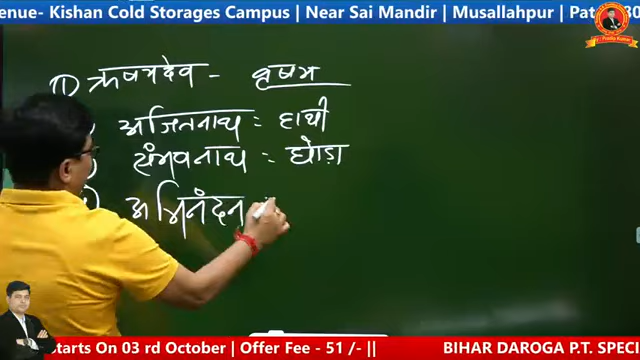 enue- Kishan Cold Storages Campus | Near Sai Mandir | Musallahpur | Pat
30
1) ऋषभदेव - वृषभ
अजितनाथ = हाथी
संभवनाथ = घोड़ा
अभिनंदन
tarts On 03 rd October | Offer Fee - 51 /- ||
BIHAR DAROGA P.T. SPECI